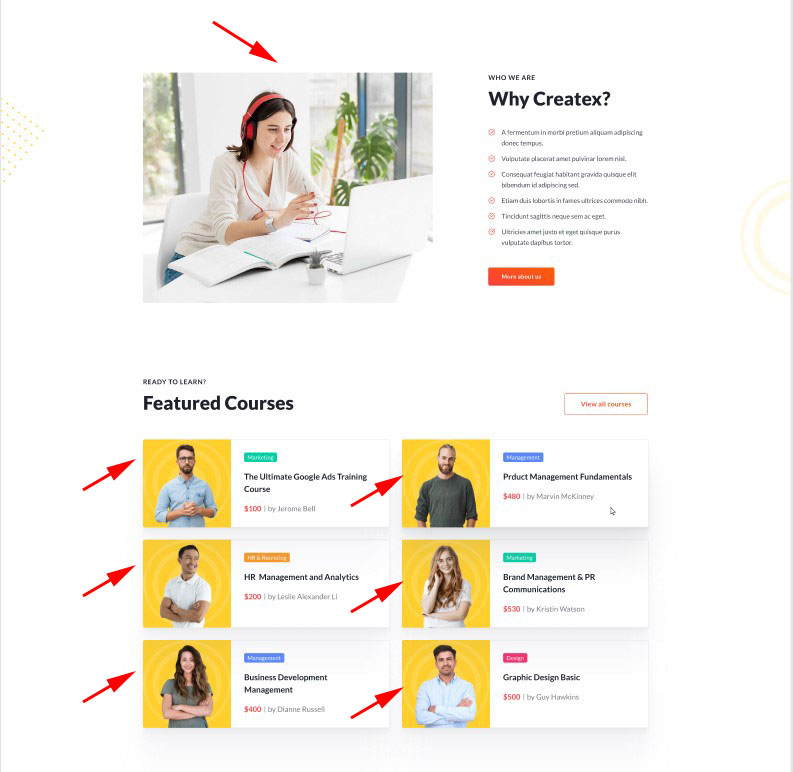 WHO WE ARE
Why Createx?
A fermentum in morbi pretium aliquam adipiscing
donec tempus.
Vulputate placerat amet pulvinar lorem nisl.
Consequat feugiat habitant gravida quisque elit
bibendum id adipiscing sed.
Etiam duis lobortis in fames ultrices commodo nibh.
Tincidunt sagittis neque sem ac eget.
Ultricies amet justo et eget quisque purus
vulputate dapibus tortor.
More about us
READY TO LEARN?
Featured Courses
View all courses
Marketing
The Ultimate Google Ads Training
Course
$100 | by Jerome Bell
Management
Prduct Management Fundamentals
$480 | by Marvin McKinney
HR & Recruting
HR Management and Analytics
$200 | by Leslie Alexander Li
Marketing
Brand Management & PR
Communications
$530 | by Kristin Watson
Management
Business Development
Management
$400 | by Dianne Russell
Design
Graphic Design Basic
$500 | by Guy Hawkins